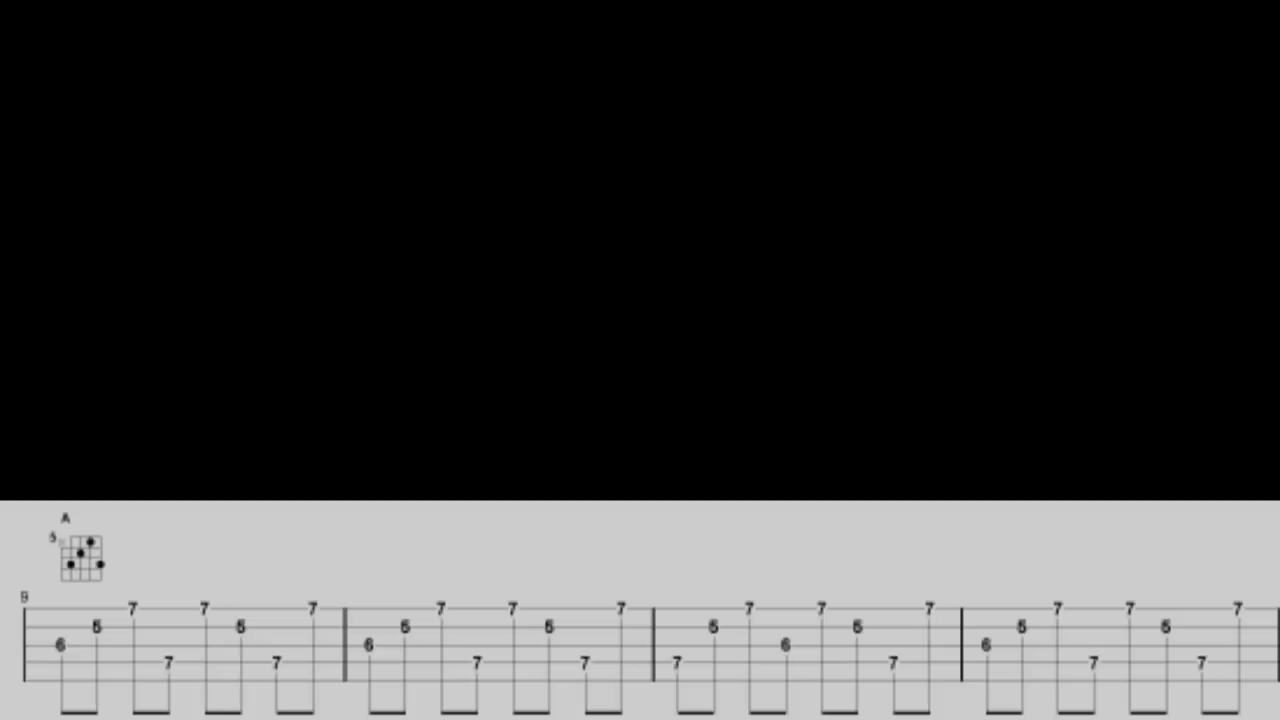 A
5
9
7 7 7 7 7 7 7 7 7 7 7 7
5 5 5 5 5 5 5 5
6 6 6 6
7 7 7 7 7 7 7 7